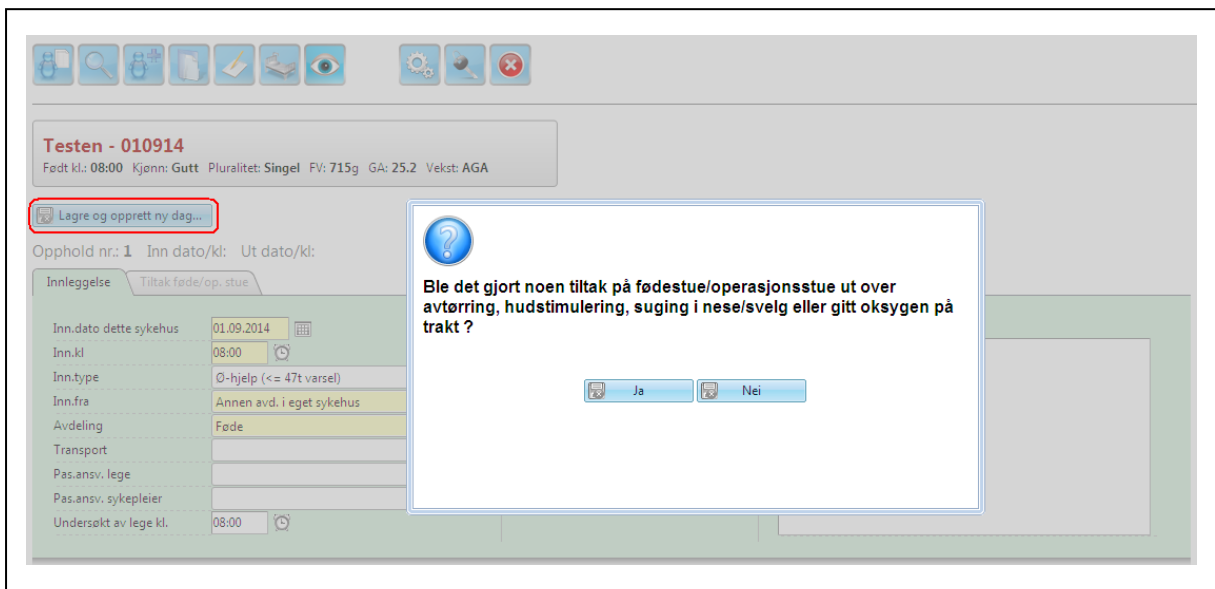 Testen - 010914
Født kl.: 08:00 Kjønn: Gutt Pluralitet: Singel FV: 715g GA: 25.2 Vekst: AGA
Lagre og opprett ny dag...
Opphold nr.: 1 Inn dato/kl: Ut dato/kl:
Innleggelse Tiltak føde/op. stue
Inn.dato dette sykehus 01.09.2014
Inn.kl 08:00
Inn.type Ø-hjelp (<= 47t varsel)
Inn.fra Annen avd. i eget sykehus
Avdeling Føde
Transport
Pas.ansv. lege
Pas.ansv. sykepleier
Undersøkt av lege kl. 08:00
Ble det gjort noen tiltak på fødestue/operasjonsstue ut over
avtørring, hudstimulering, suging i nese/svelg eller gitt oksygen på
trakt ?
Ja Nei